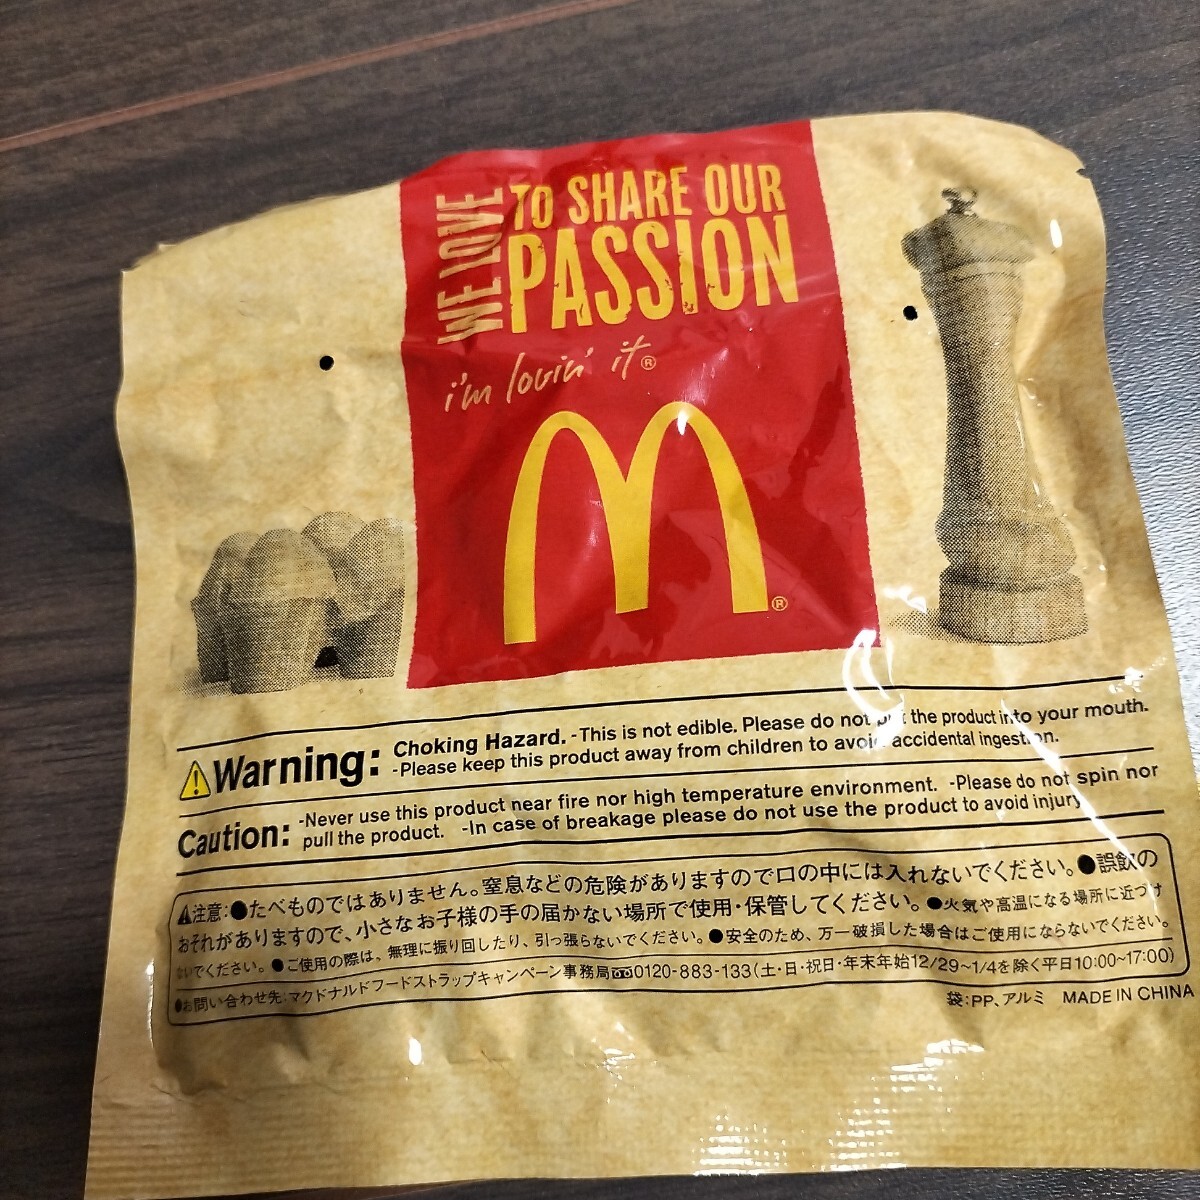 WE LOVE
TO SHARE OUR
PASSION
i'm lovin' it®
M®
⚠Warning: Choking Hazard. -This is not edible. Please do not put the product into your mouth.
-Please keep this product away from children to avoid accidental ingestion.
Caution: -Never use this product near fire nor high temperature environment. -Please do not spin nor
pull the product. -In case of breakage please do not use the product to avoid injury
⚠注意:●たべものではありません。窒息などの危険がありますので口の中には入れないでください。●誤飲の
おそれがありますので、小さなお子様の手の届かない場所で使用・保管してください。●火気や高温になる場所に近づけ
ないでください。●ご使用の際は、無理に振り回したり、引っ張らないでください。●安全のため、万一破損した場合はご使用にならないでください。
●お問い合わせ先:マクドナルドフードストラップキャンペーン事務局 0120-883-133(土・日・祝日・年末年始12/29~1/4を除く平日10:00~17:00)
袋:PP、アルミ MADE IN CHINA